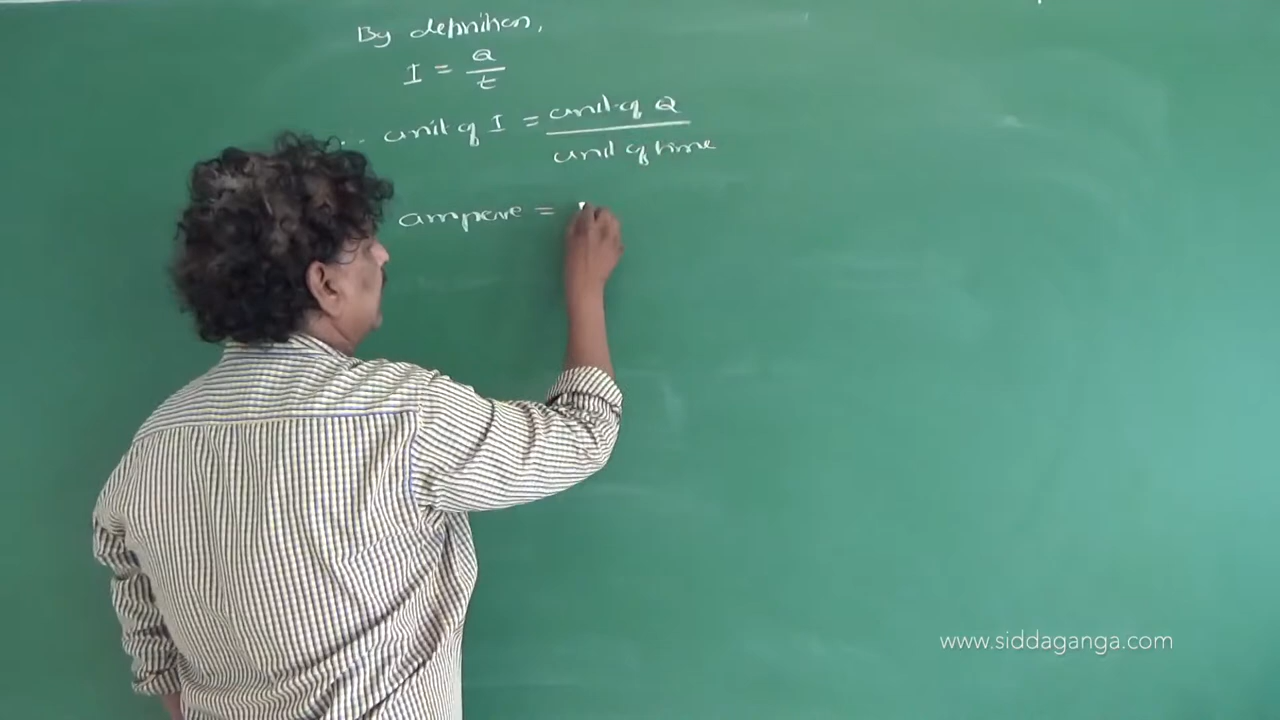 By definition,
I = Q/t
∴ unit of I = unit of Q / unit of time
ampere =
www.siddaganga.com